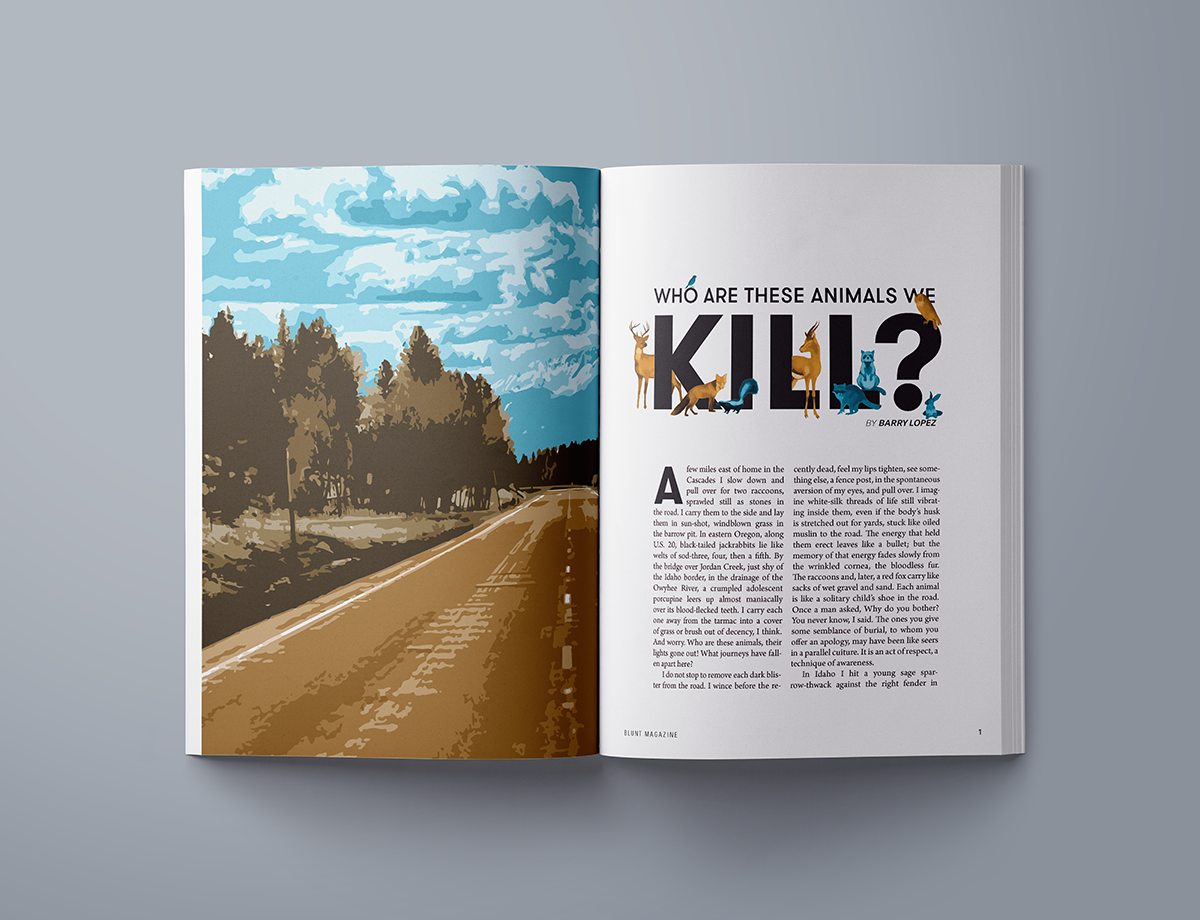 WHO ARE THESE ANIMALS WE
KILL?
BY BARRY LOPEZ
A few miles east of home in the
Cascades I slow down and
pull over for two raccoons,
sprawled still as stones in
the road. I carry them to the side and lay
them in sun-shot, windblown grass in
the barrow pit. In eastern Oregon, along
U.S. 20, black-tailed jackrabbits lie like
welts of sod-three, four, then a fifth. By
the bridge over Jordan Creek, just shy of
the Idaho border, in the drainage of the
Owyhee River, a crumpled adolescent
porcupine leers up almost maniacally
over its blood-flecked teeth. I carry each
one away from the tarmac into a cover
of grass or brush out of decency, I think.
And worry. Who are these animals, their
lights gone out! What journeys have fall-
en apart here?
I do not stop to remove each dark blis-
ter from the road. I wince before the re-
cently dead, feel my lips tighten, see some-
thing else, a fence post, in the spontaneous
aversion of my eyes, and pull over. I imag-
ine white-silk threads of life still vibrat-
ing inside them, even if the body's husk
is stretched out for yards, stuck like oiled
muslin to the road. The energy that held
them erect leaves like a bullet; but the
memory of that energy fades slowly from
the wrinkled cornea, the bloodless fur.
The raccoons and, later, a red fox carry like
sacks of wet gravel and sand. Each animal
is like a solitary child's shoe in the road.
Once a man asked, Why do you bother?
You never know, I said. The ones you give
some semblance of burial, to whom you
offer an apology, may have been like seers
in a parallel cuiture. It is an act of respect, a
technique of awareness.
In Idaho I hit a young sage spar-
row-thwack against the right fender in
BLUNT MAGAZINE
1